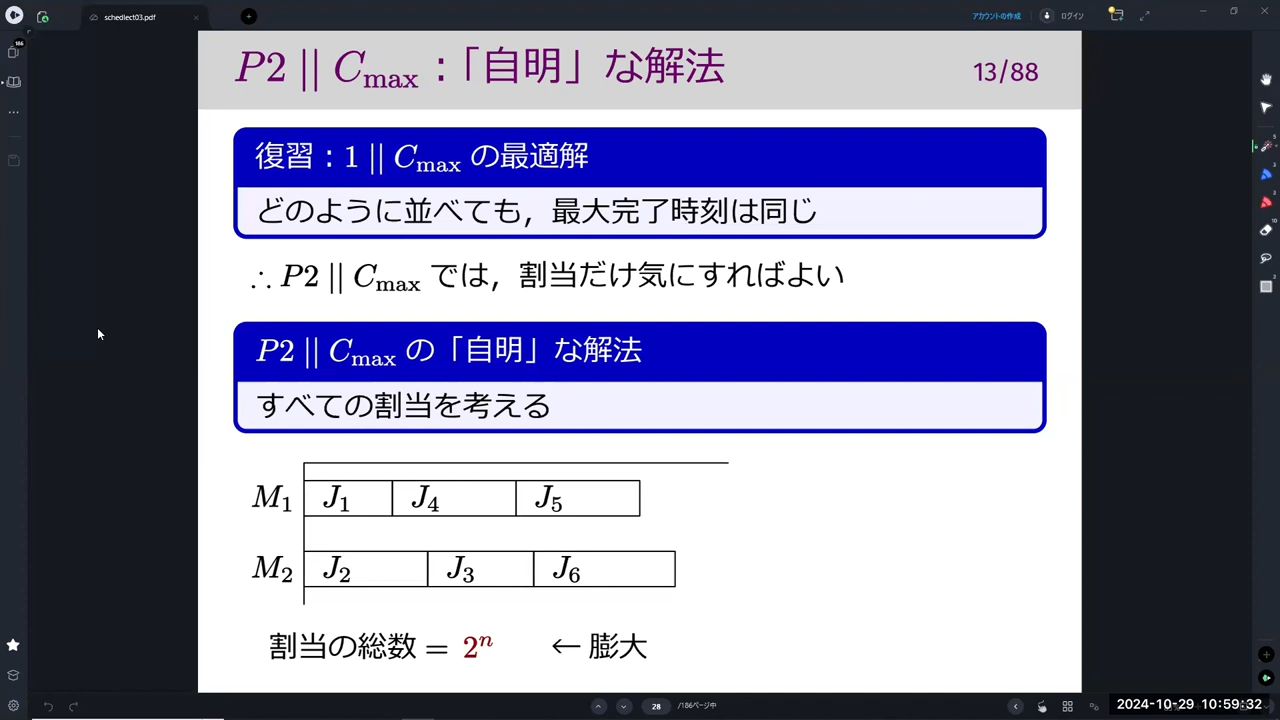 schedlect03.pdf
アカウントの作成
ログイン
186
P2 || Cmax：「自明」な解法
13/88
復習：1 || Cmax の最適解
どのように並べても，最大完了時刻は同じ
∴ P2 || Cmax では，割当だけ気にすればよい
P2 || Cmax の「自明」な解法
すべての割当を考える
M1 J1 J4 J5
M2 J2 J3 J6
割当の総数 = 2^n ← 膨大
28 /186ページ中
2024-10-29 10:59:32